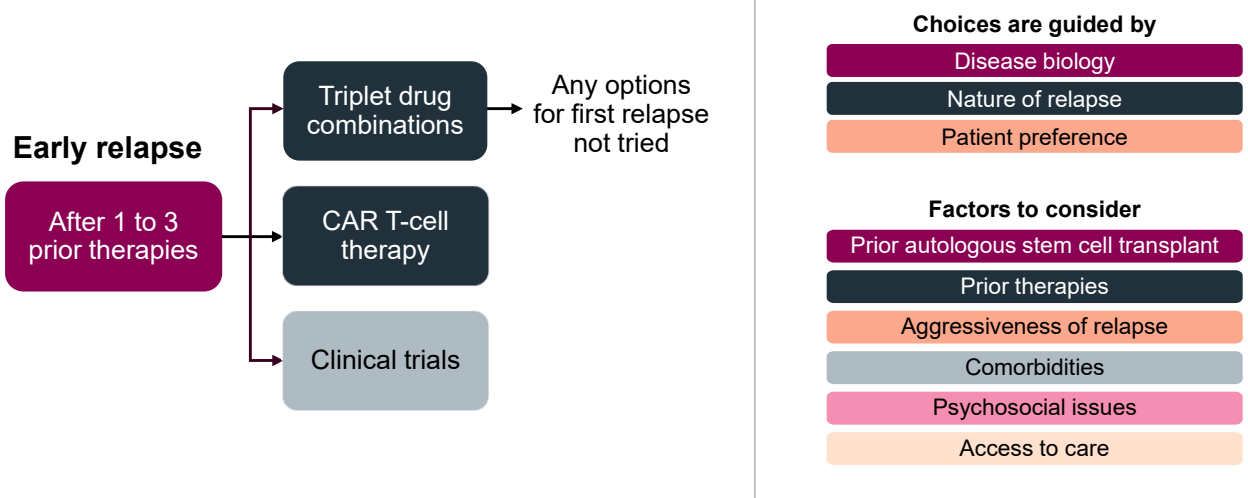 Early relapse
After 1 to 3
prior therapies
Triplet drug
combinations
Any options
for first relapse
not tried
CAR T-cell
therapy
Clinical trials
Choices are guided by
Disease biology
Nature of relapse
Patient preference
Factors to consider
Prior autologous stem cell transplant
Prior therapies
Aggressiveness of relapse
Comorbidities
Psychosocial issues
Access to care